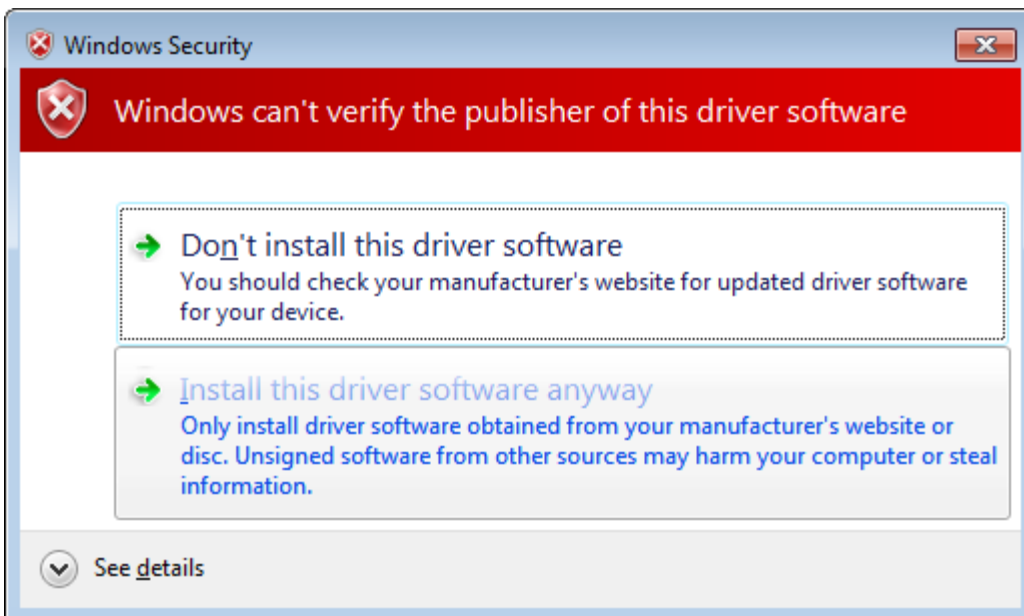 Windows Security
Windows can't verify the publisher of this driver software
Don't install this driver software
You should check your manufacturer's website for updated driver software
for your device.
Install this driver software anyway
Only install driver software obtained from your manufacturer's website or
disc. Unsigned software from other sources may harm your computer or steal
information.
See details